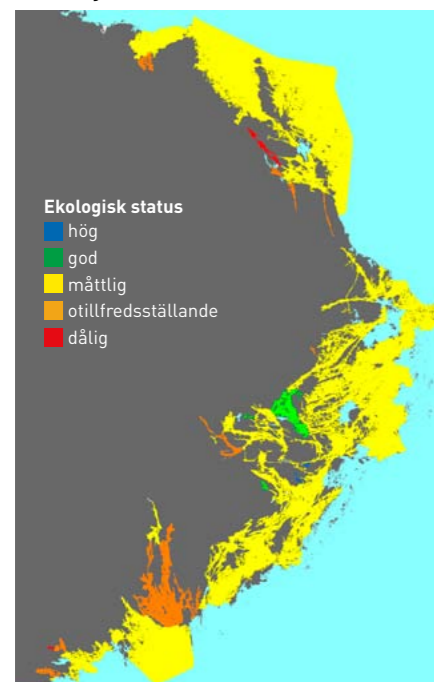 Ekologisk status
hög
god
måttlig
otillfredsställande
dålig